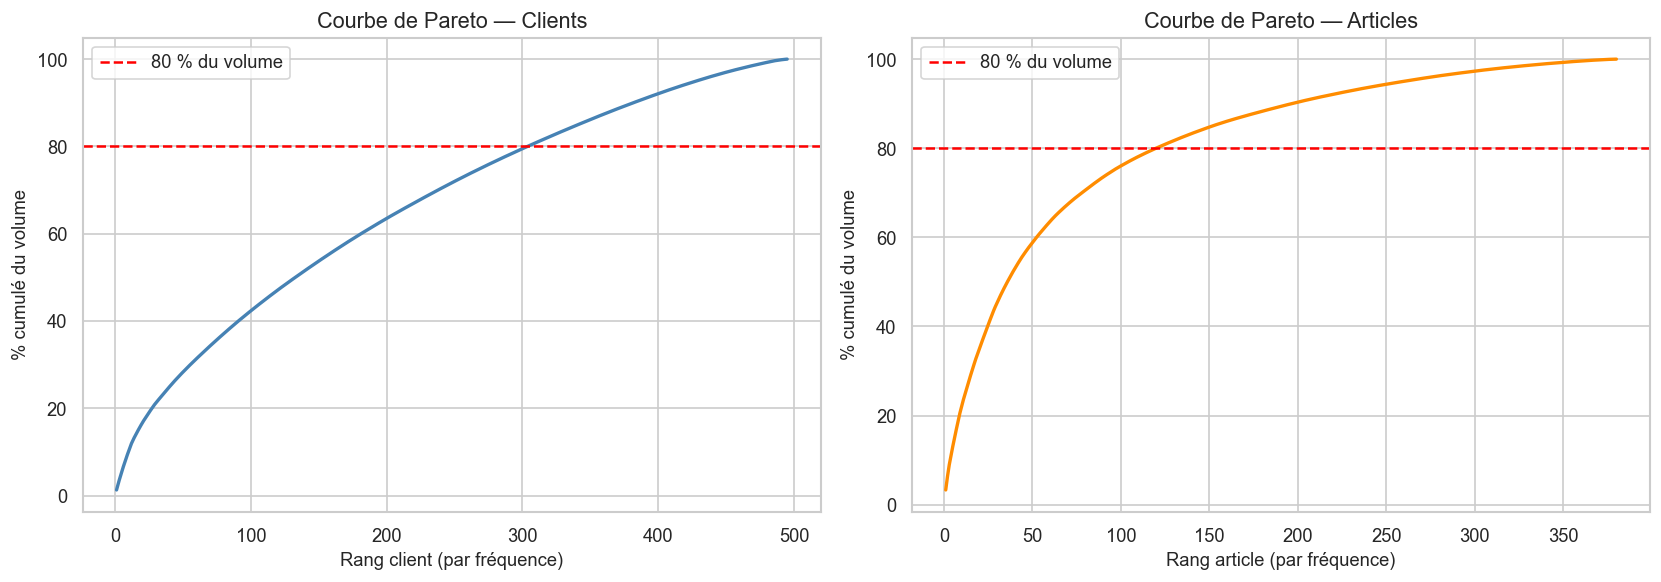 Courbe de Pareto — Clients
80 % du volume
% cumulé du volume
100
80
60
40
20
0
0 100 200 300 400 500
Rang client (par fréquence)
Courbe de Pareto — Articles
80 % du volume
% cumulé du volume
100
80
60
40
20
0
0 50 100 150 200 250 300 350
Rang article (par fréquence)